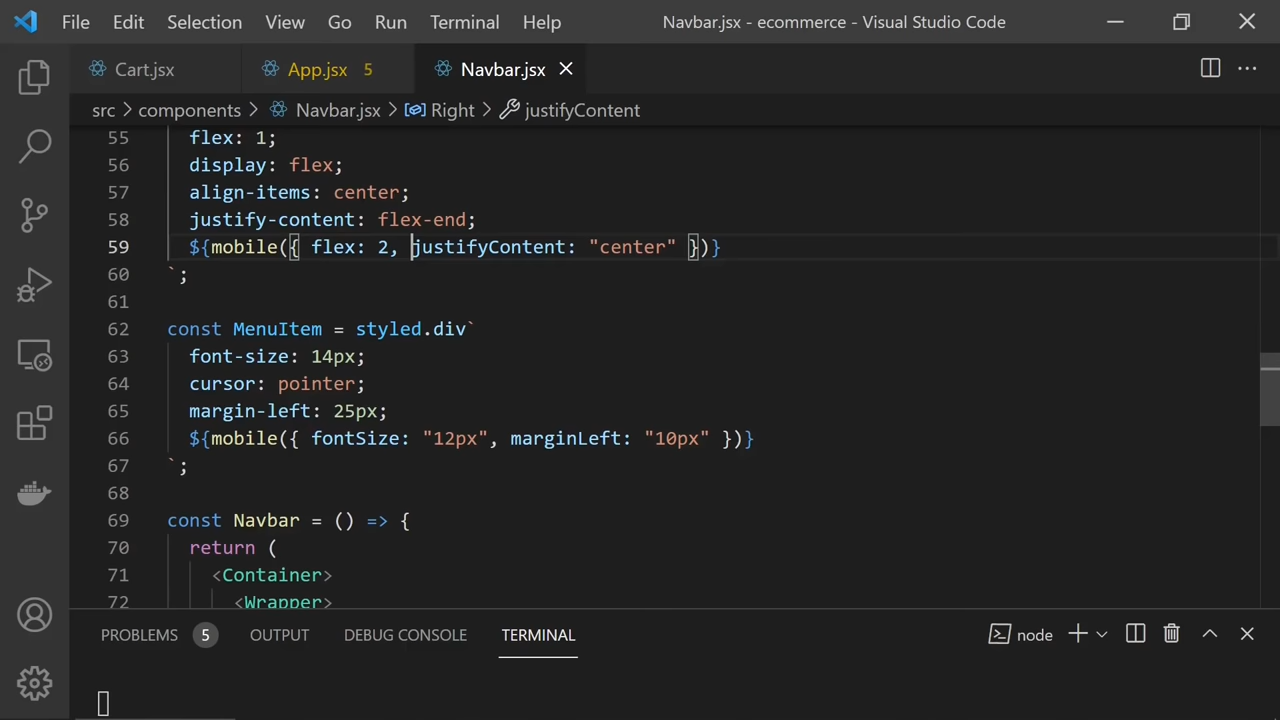 File Edit Selection View Go Run Terminal Help Navbar.jsx - ecommerce - Visual Studio Code
Cart.jsx App.jsx 5 Navbar.jsx
src > components > Navbar.jsx > Right > justifyContent
55 flex: 1;
56 display: flex;
57 align-items: center;
58 justify-content: flex-end;
59 ${mobile({ flex: 2, justifyContent: "center" })}
60 `;
61
62 const MenuItem = styled.div`
63 font-size: 14px;
64 cursor: pointer;
65 margin-left: 25px;
66 ${mobile({ fontSize: "12px", marginLeft: "10px" })}
67 `;
68
69 const Navbar = () => {
70 return (
71 <Container>
72 <Wrapper>
PROBLEMS 5 OUTPUT DEBUG CONSOLE TERMINAL node